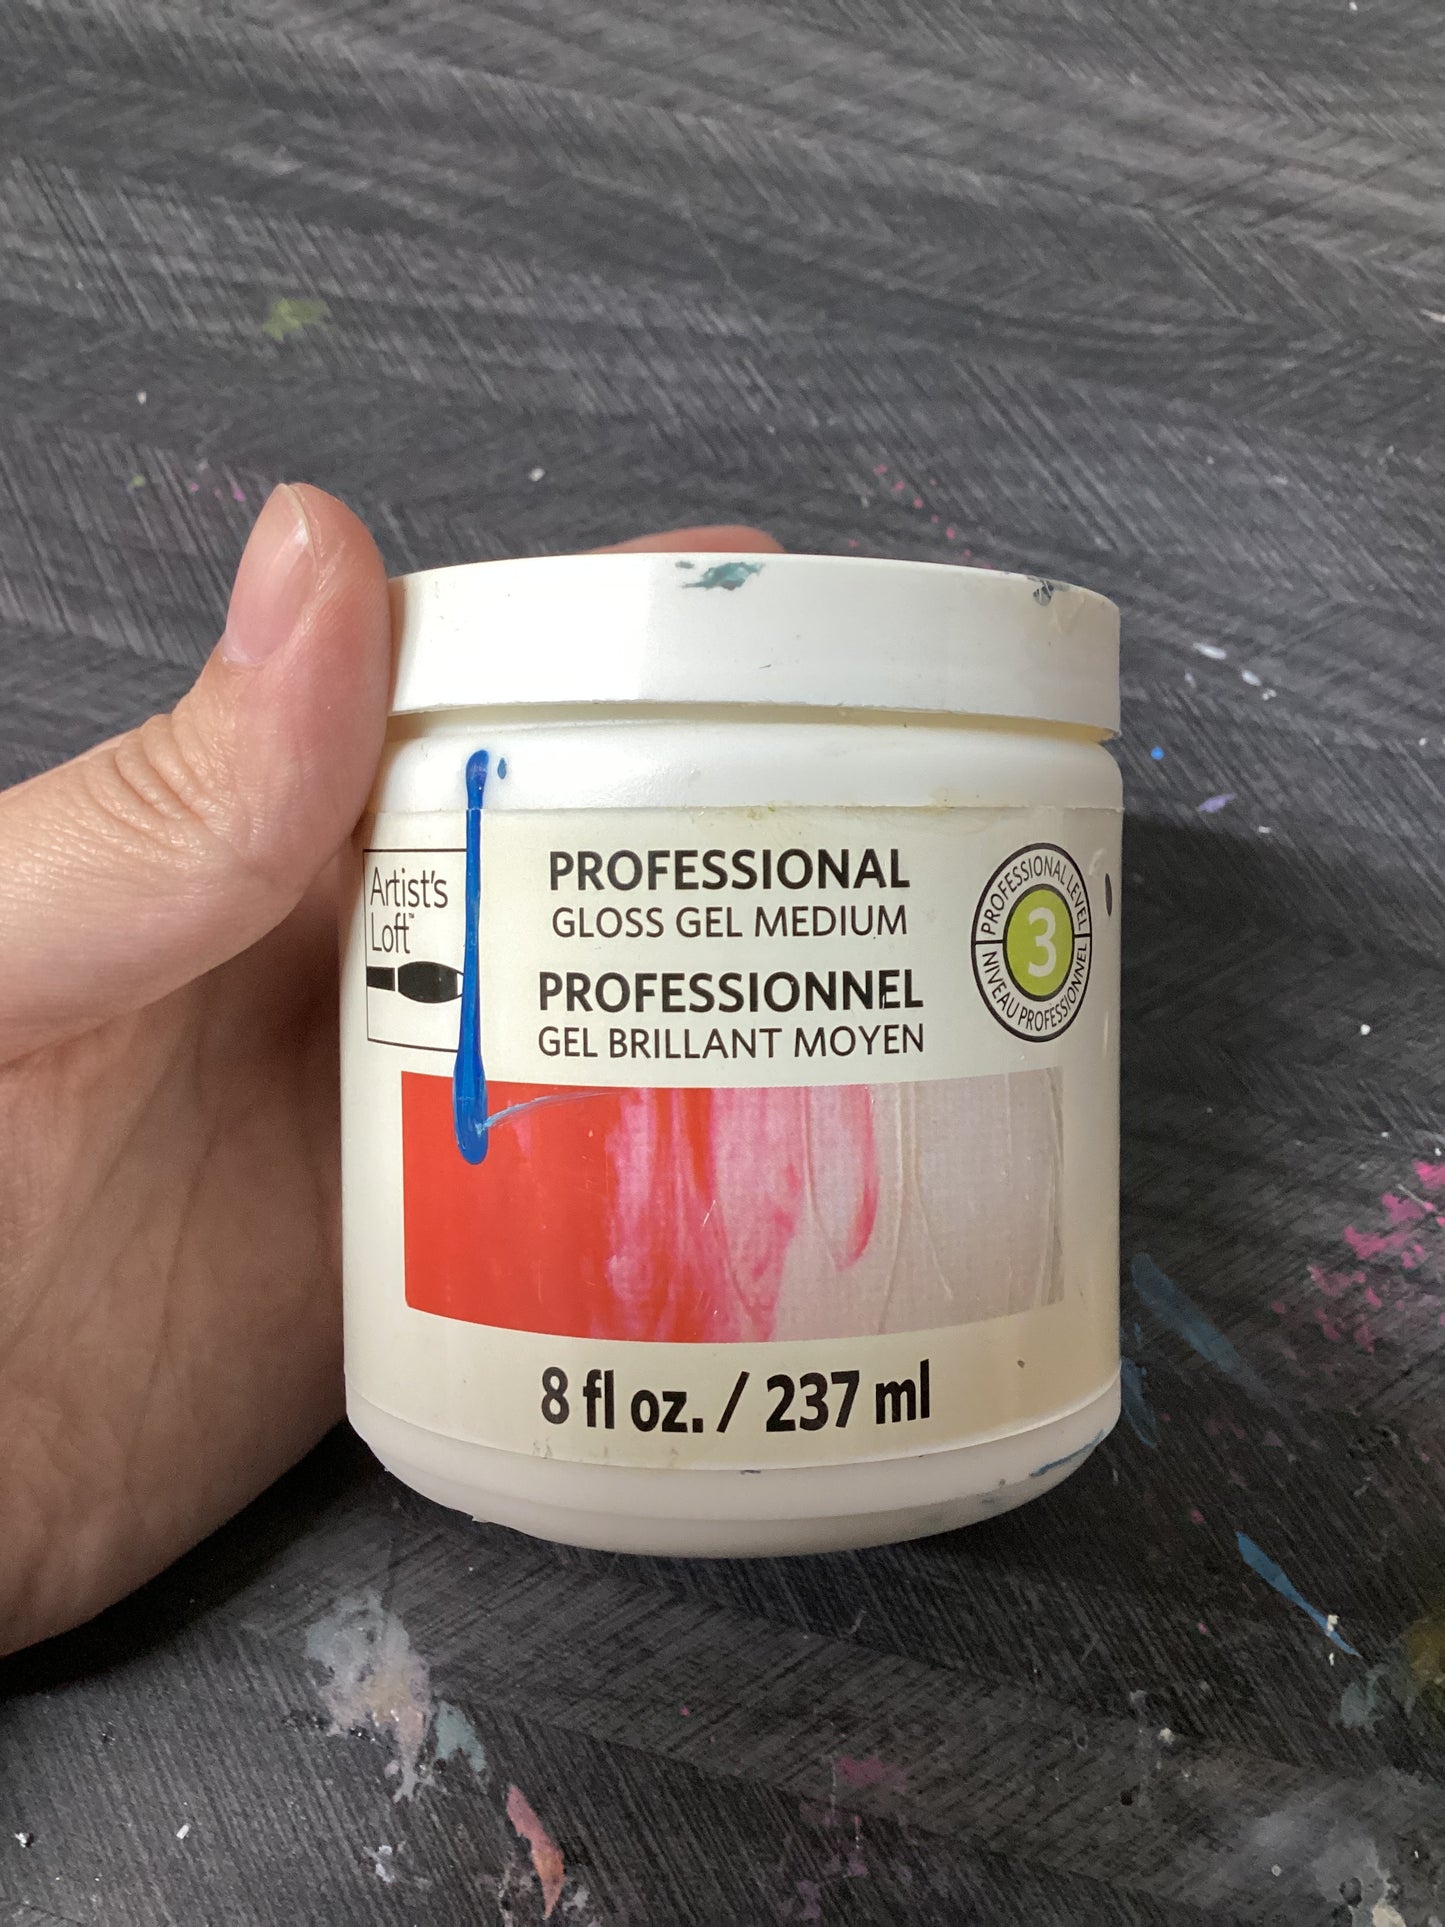 Artist's
Loft™
PROFESSIONAL
GLOSS GEL MEDIUM
PROFESSIONNEL
GEL BRILLANT MOYEN
PROFESSIONAL LEVEL
3
NIVEAU PROFESSIONNEL
8 fl oz. / 237 ml